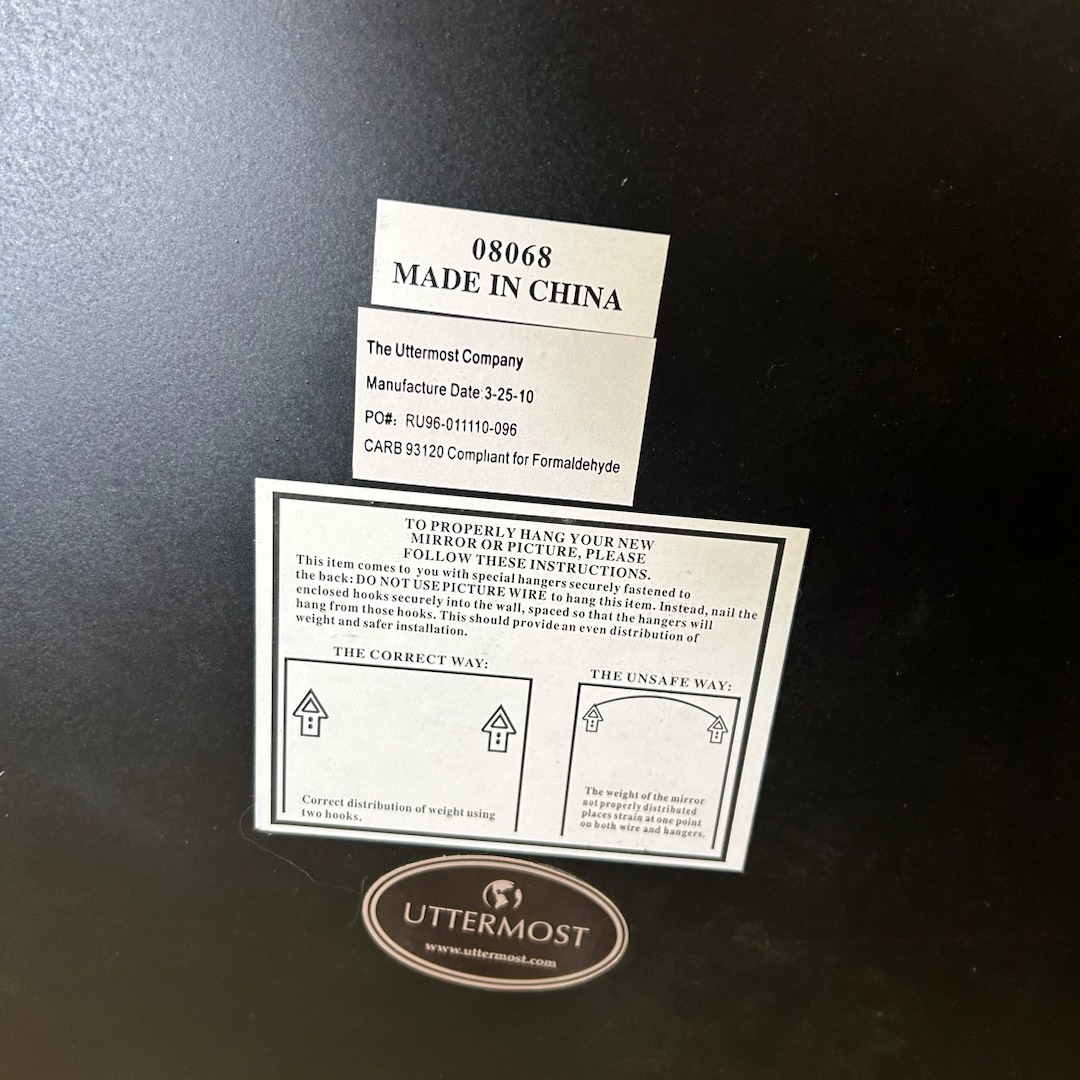 08068
MADE IN CHINA
The Uttermost Company
Manufacture Date:3-25-10
PO#: RU96-011110-096
CARB 93120 Compliant for Formaldehyde
TO PROPERLY HANG YOUR NEW
MIRROR OR PICTURE, PLEASE
FOLLOW THESE INSTRUCTIONS.
This item comes to you with special hangers securely fastened to
the back: DO NOT USE PICTURE WIRE to hang this item. Instead, nail the
enclosed hooks securely into the wall, spaced so that the hangers will
hang from those hooks. This should provide an even distribution of
weight and safer installation.
THE CORRECT WAY:
Correct distribution of weight using
two hooks.
THE UNSAFE WAY:
The weight of the mirror
not properly distributed
places strain at one point
on both wire and hangers.
UTTERMOST
www.uttermost.com